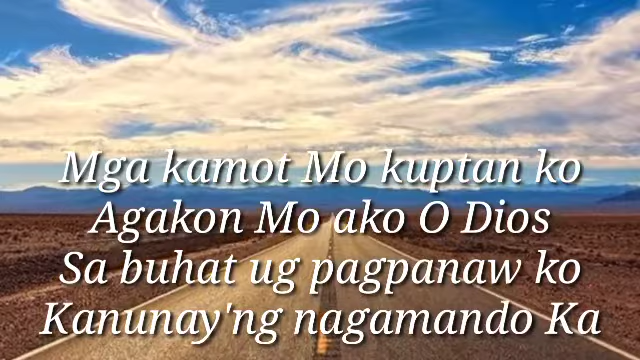 Mga kamot Mo kuptan ko
Agakon Mo ako O Dios
Sa buhat ug pagpanaw ko
Kanunay'ng nagamando Ka